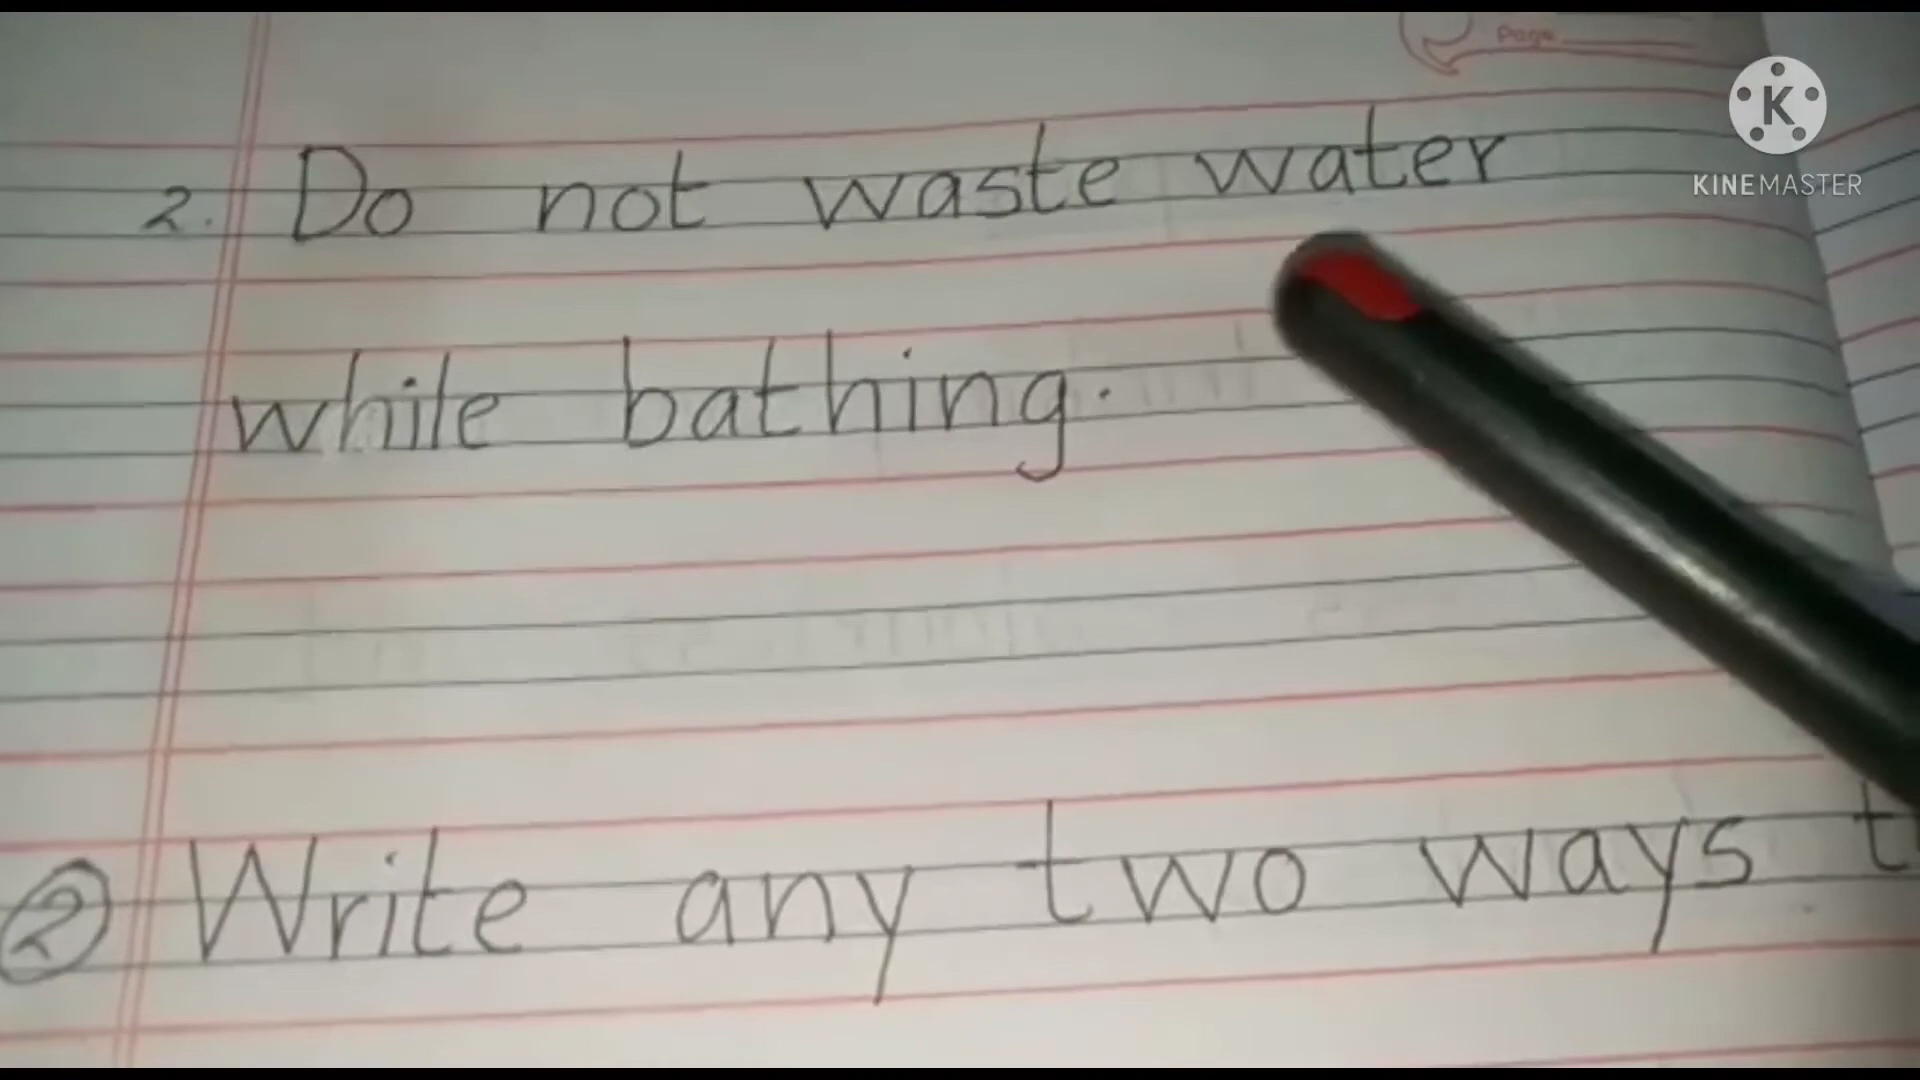 Page
2. Do not waste water
while bathing.
② Write any two ways
KINEMASTER